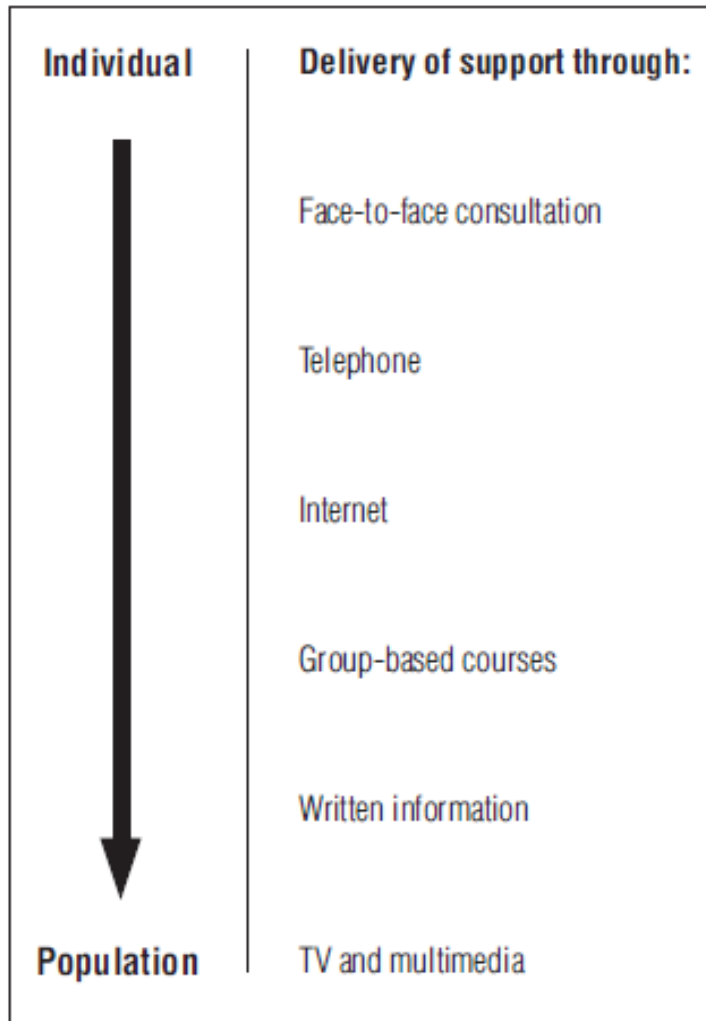 Individual
Delivery of support through:
Face-to-face consultation
Telephone
Internet
Group-based courses
Written information
Population
TV and multimedia